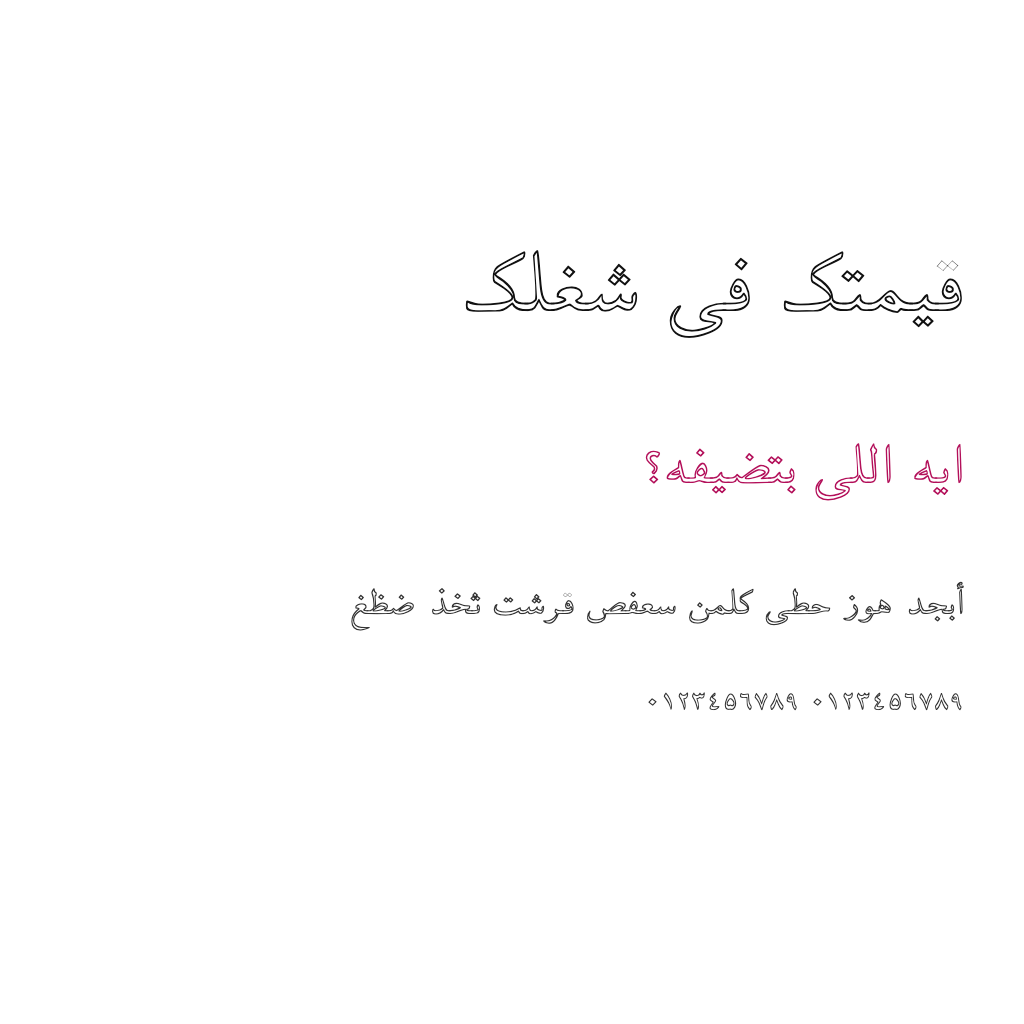 قيمتك فى شغلك
ايه اللى بتضيفه؟
أبجد هوز حطى كلمن سعفص قرشت ثخذ ضظغ
٠١٢٣٤٥٦٧٨٩ ٠١٢٣٤٥٦٧٨٩